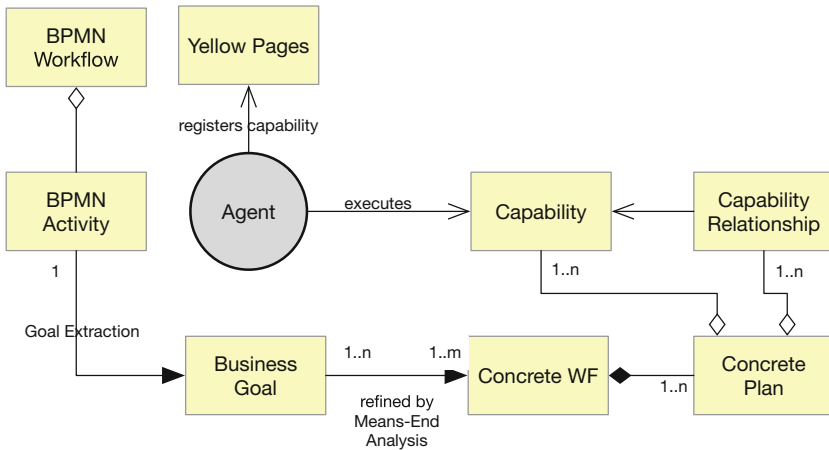 BPMN
Workflow
Yellow Pages
registers capability
BPMN
Activity
Agent
executes
Capability
Capability
Relationship
1
1..n
1..n
Goal Extraction
Business
Goal
1..n
1..m
refined by
Means-End
Analysis
Concrete WF
1..n
Concrete
Plan